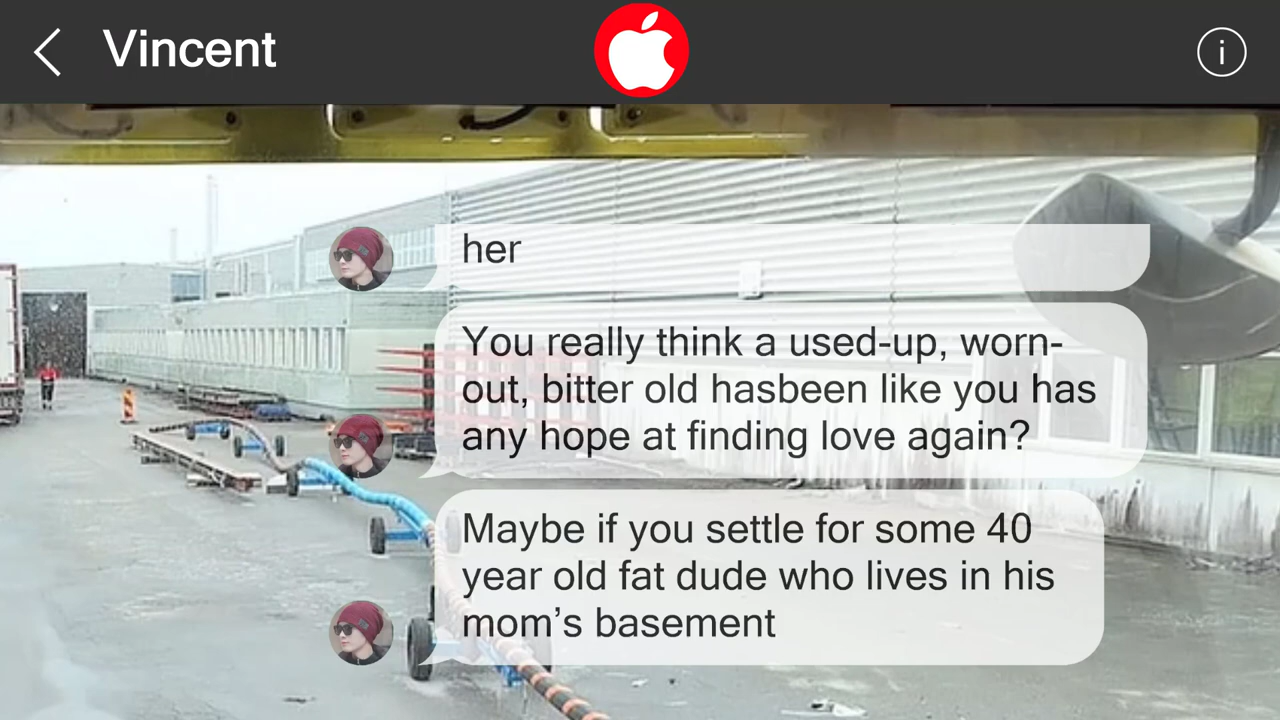 Vincent
i
her
You really think a used-up, worn-
out, bitter old hasbeen like you has
any hope at finding love again?
Maybe if you settle for some 40
year old fat dude who lives in his
mom’s basement